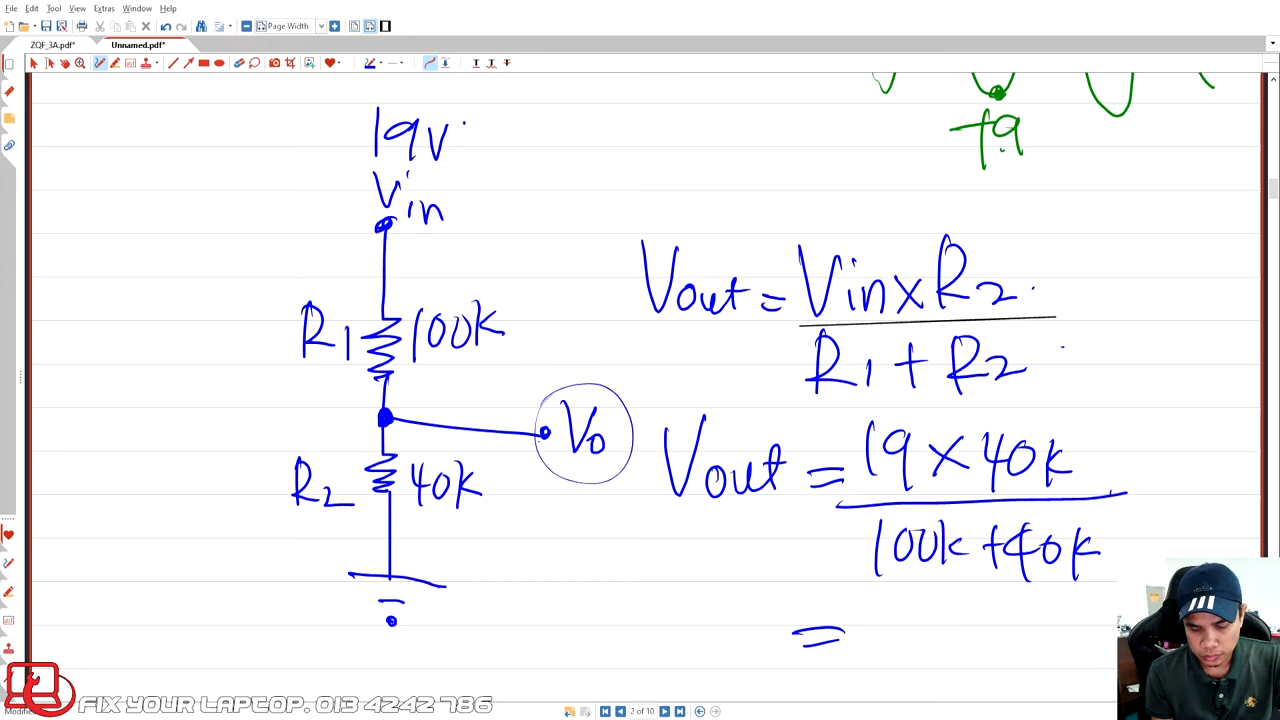 File Edit Tool View Extras Window Help
Page Width
ZQF_3A.pdf* Unnamed.pdf*
T T T
+9
19V
Vin
R1 100K
Vo
R2 40K
Vout = Vin x R2
R1 + R2
Vout = 19 x 40k
100k + 40k
=
FIX YOUR LAPTOP. 013 4242 786
2 of 10